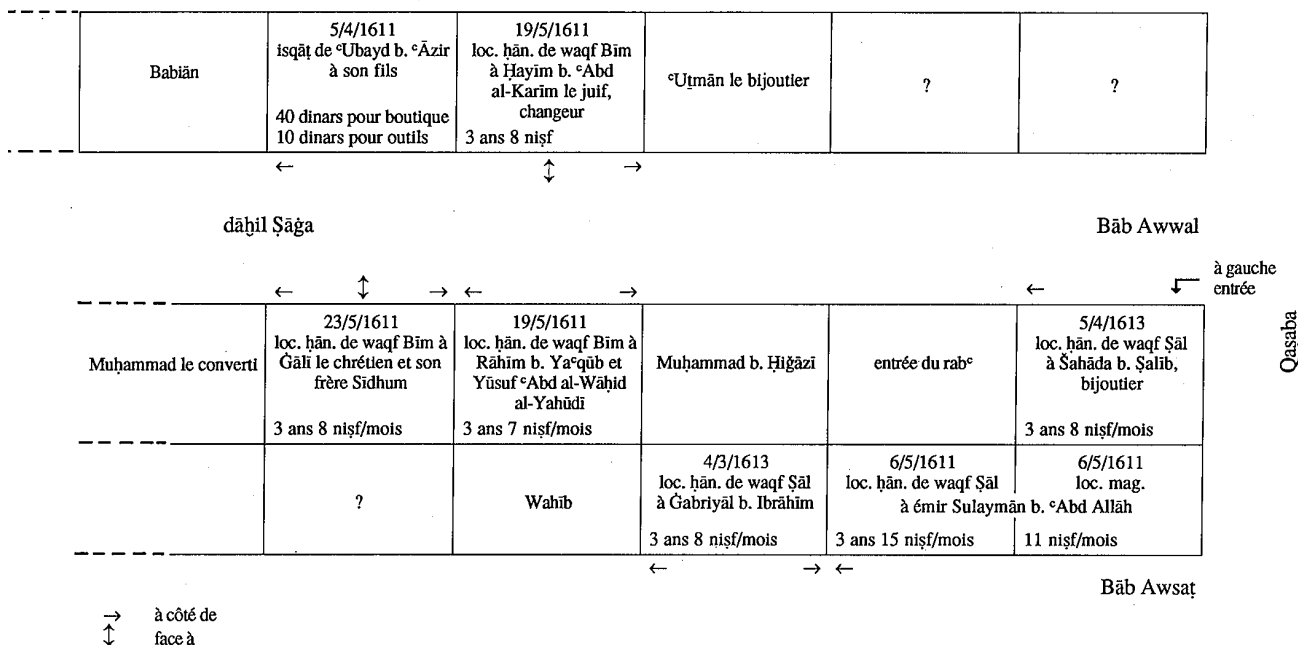 Babiān
5/4/1611
isqāṭ de ʿUbayd b. ʿĀzir
à son fils
40 dinars pour boutique
10 dinars pour outils
19/5/1611
loc. ḥān. de waqf Bīm
à Ḥayīm b. ʿAbd
al-Karīm le juif,
changeur
3 ans 8 niṣf
ʿUṯmān le bijoutier
?
?
← ↕ →
dāḫil Ṣāġa
Bāb Awwal
à gauche
entrée
← ↕ → ← → ←
Qaṣaba
Muḥammad le converti
23/5/1611
loc. ḥān. de waqf Bīm à
Ġālī le chrétien et son
frère Sīdhum
3 ans 8 niṣf/mois
19/5/1611
loc. ḥān. de waqf Bīm à
Rāhīm b. Yaʿqūb et
Yūsuf ʿAbd al-Wāḥid
al-Yahūdī
3 ans 7 niṣf/mois
Muḥammad b. Ḥiǧāzī
entrée du rabʿ
5/4/1613
loc. ḥān. de waqf Ṣāl
à Šaḥāda b. Ṣalīb,
bijoutier
3 ans 8 niṣf/mois
?
Wahīb
4/3/1613
loc. ḥān. de waqf Ṣāl
à Ġabriyāl b. Ibrāhīm
3 ans 8 niṣf/mois
6/5/1611 6/5/1611
loc. ḥān. de waqf Ṣāl loc. mag.
à émir Sulaymān b. ʿAbd Allāh
3 ans 15 niṣf/mois 11 niṣf/mois
← → ←
Bāb Awsaṭ
→ à côté de
↕ face à